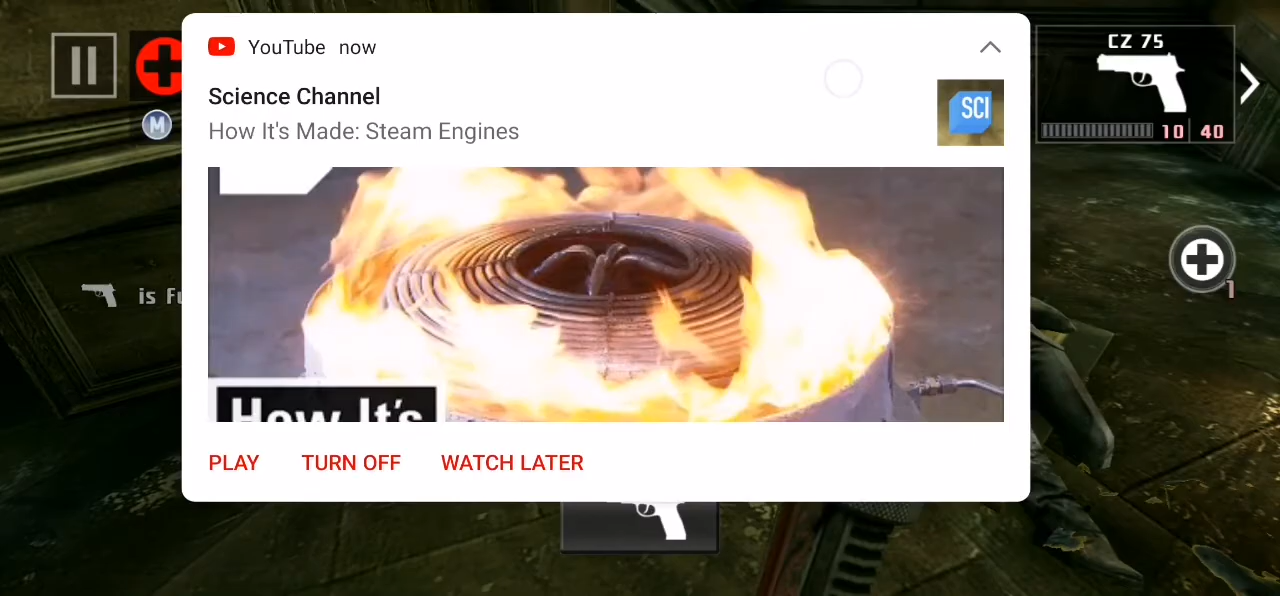 YouTube now
Science Channel
How It's Made: Steam Engines
SCI
How It's
PLAY TURN OFF WATCH LATER
CZ 75
10 40
M
is
1